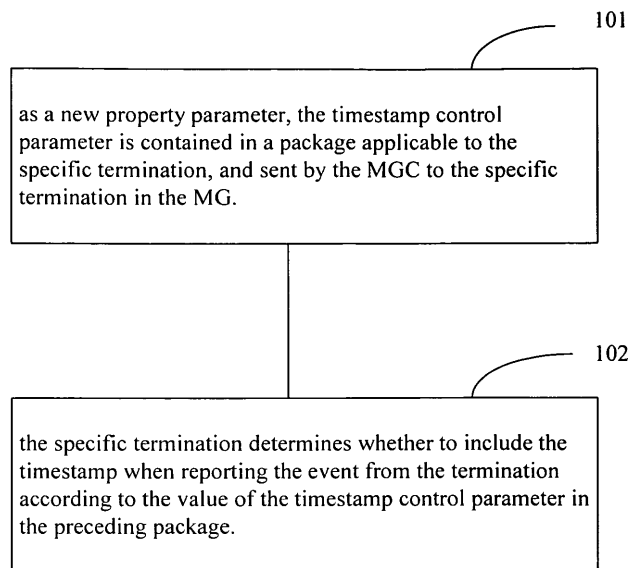 101
as a new property parameter, the timestamp control
parameter is contained in a package applicable to the
specific termination, and sent by the MGC to the specific
termination in the MG.
102
the specific termination determines whether to include the
timestamp when reporting the event from the termination
according to the value of the timestamp control parameter in
the preceding package.